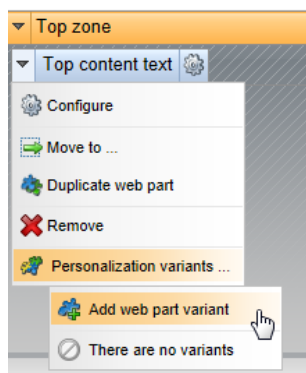 Top zone
Top content text
Configure
Move to ...
Duplicate web part
Remove
Personalization variants ...
Add web part variant
There are no variants